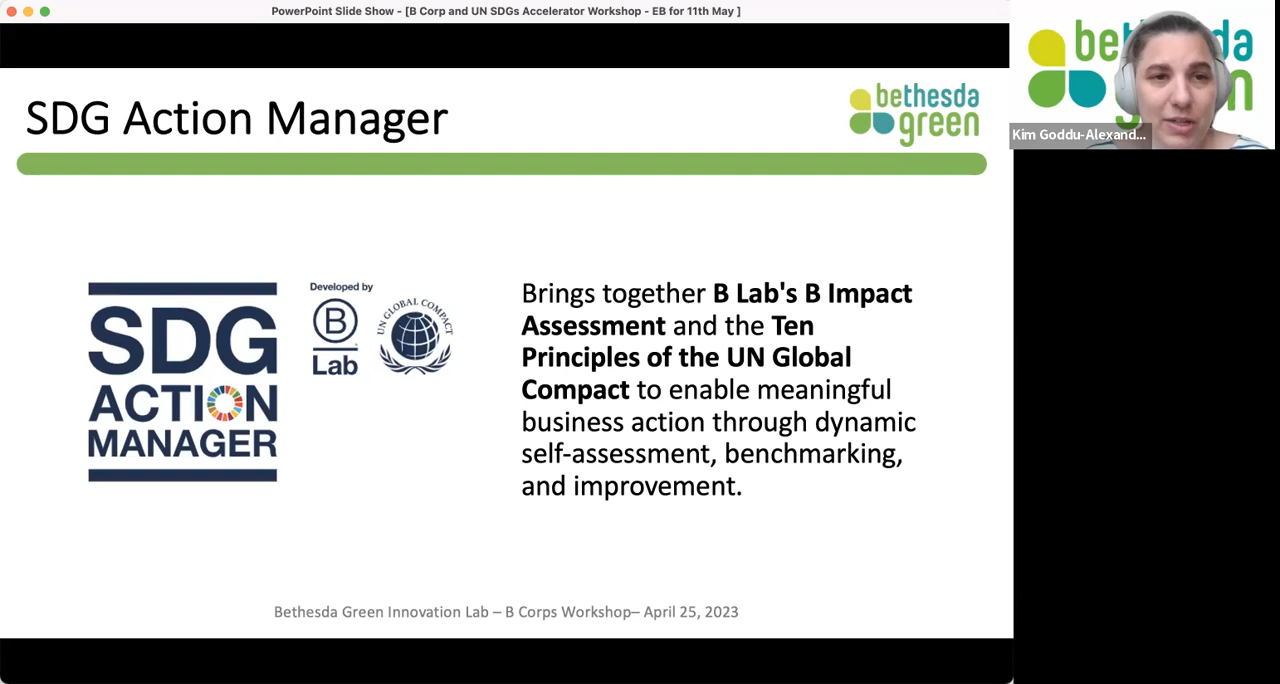 PowerPoint Slide Show - [B Corp and UN SDGs Accelerator Workshop - EB for 11th May ]
SDG Action Manager
bethesda
green
SDG
ACTION
MANAGER
Developed by
B
Lab
UN GLOBAL COMPACT
Brings together B Lab's B Impact
Assessment and the Ten
Principles of the UN Global
Compact to enable meaningful
business action through dynamic
self-assessment, benchmarking,
and improvement.
Bethesda Green Innovation Lab – B Corps Workshop– April 25, 2023
Kim Goddu-Alexand...